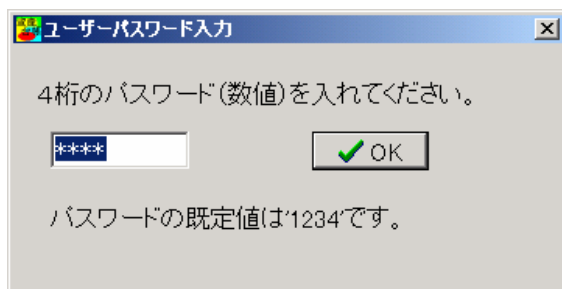 ユーザーパスワード入力
4桁のパスワード(数値)を入れてください。
****
OK
パスワードの既定値は'1234'です。